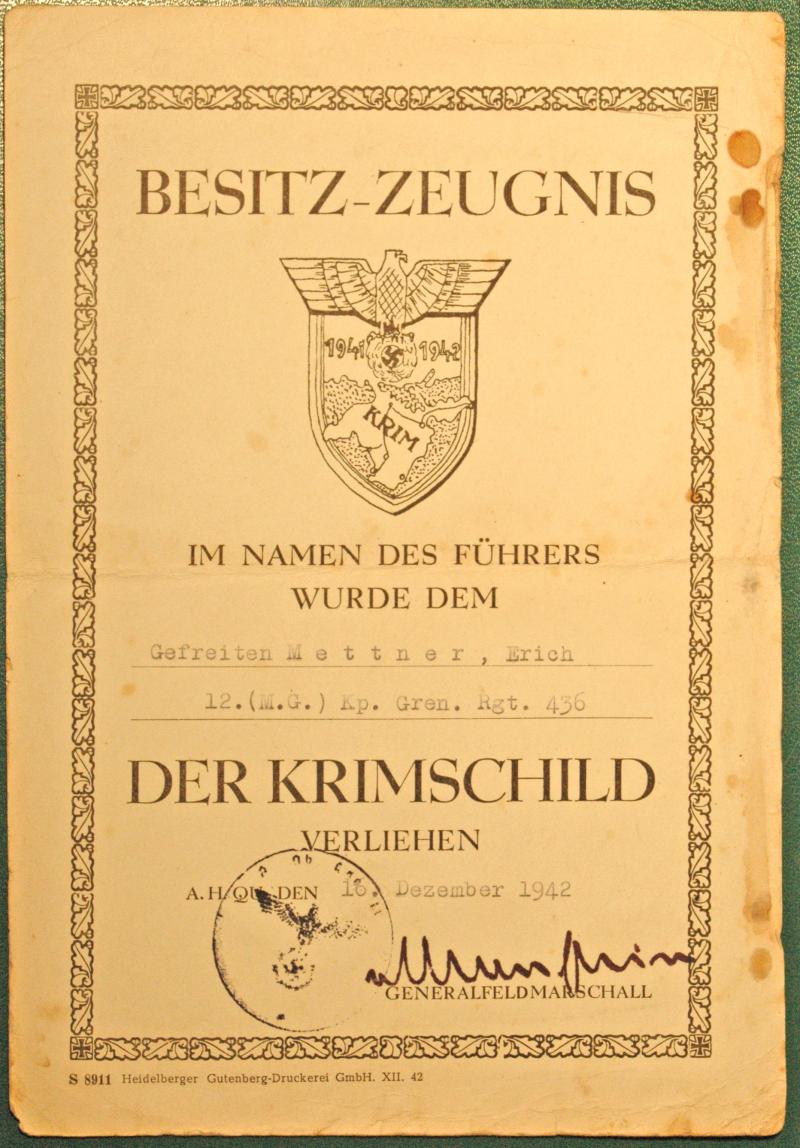 BESITZ-ZEUGNIS
1941 1942
KRIM
IM NAMEN DES FÜHRERS
WURDE DEM
Gefreiten M e t t n e r , Erich
12.(M.G.) Kp. Gren. Rgt. 436
DER KRIMSCHILD
VERLIEHEN
A.H.QU. DEN 16. Dezember 1942
GENERALFELDMARSCHALL
S 8911 Heidelberger Gutenberg-Druckerei GmbH. XII. 42